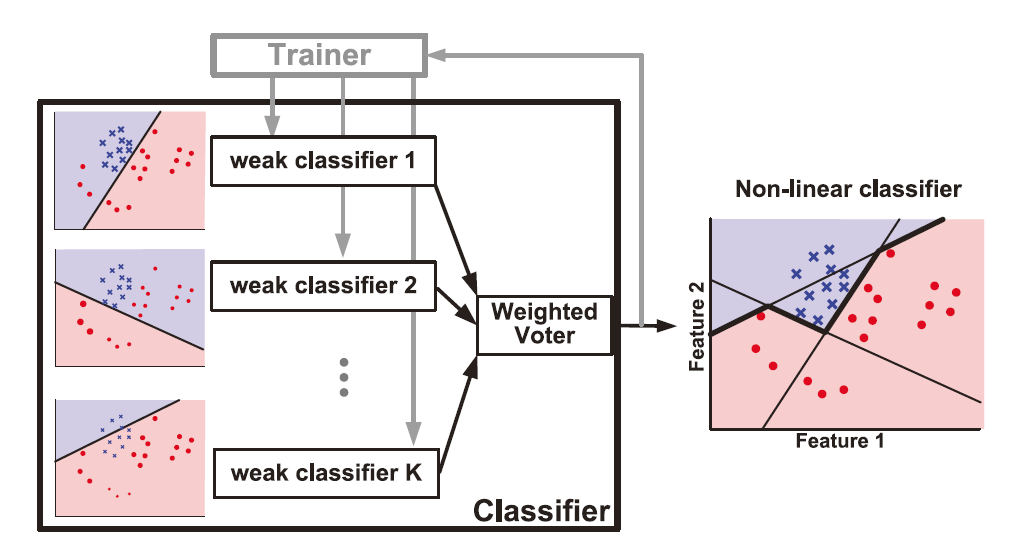 Trainer
weak classifier 1
weak classifier 2
weak classifier K
Weighted
Voter
Classifier
Non-linear classifier
Feature 2
Feature 1